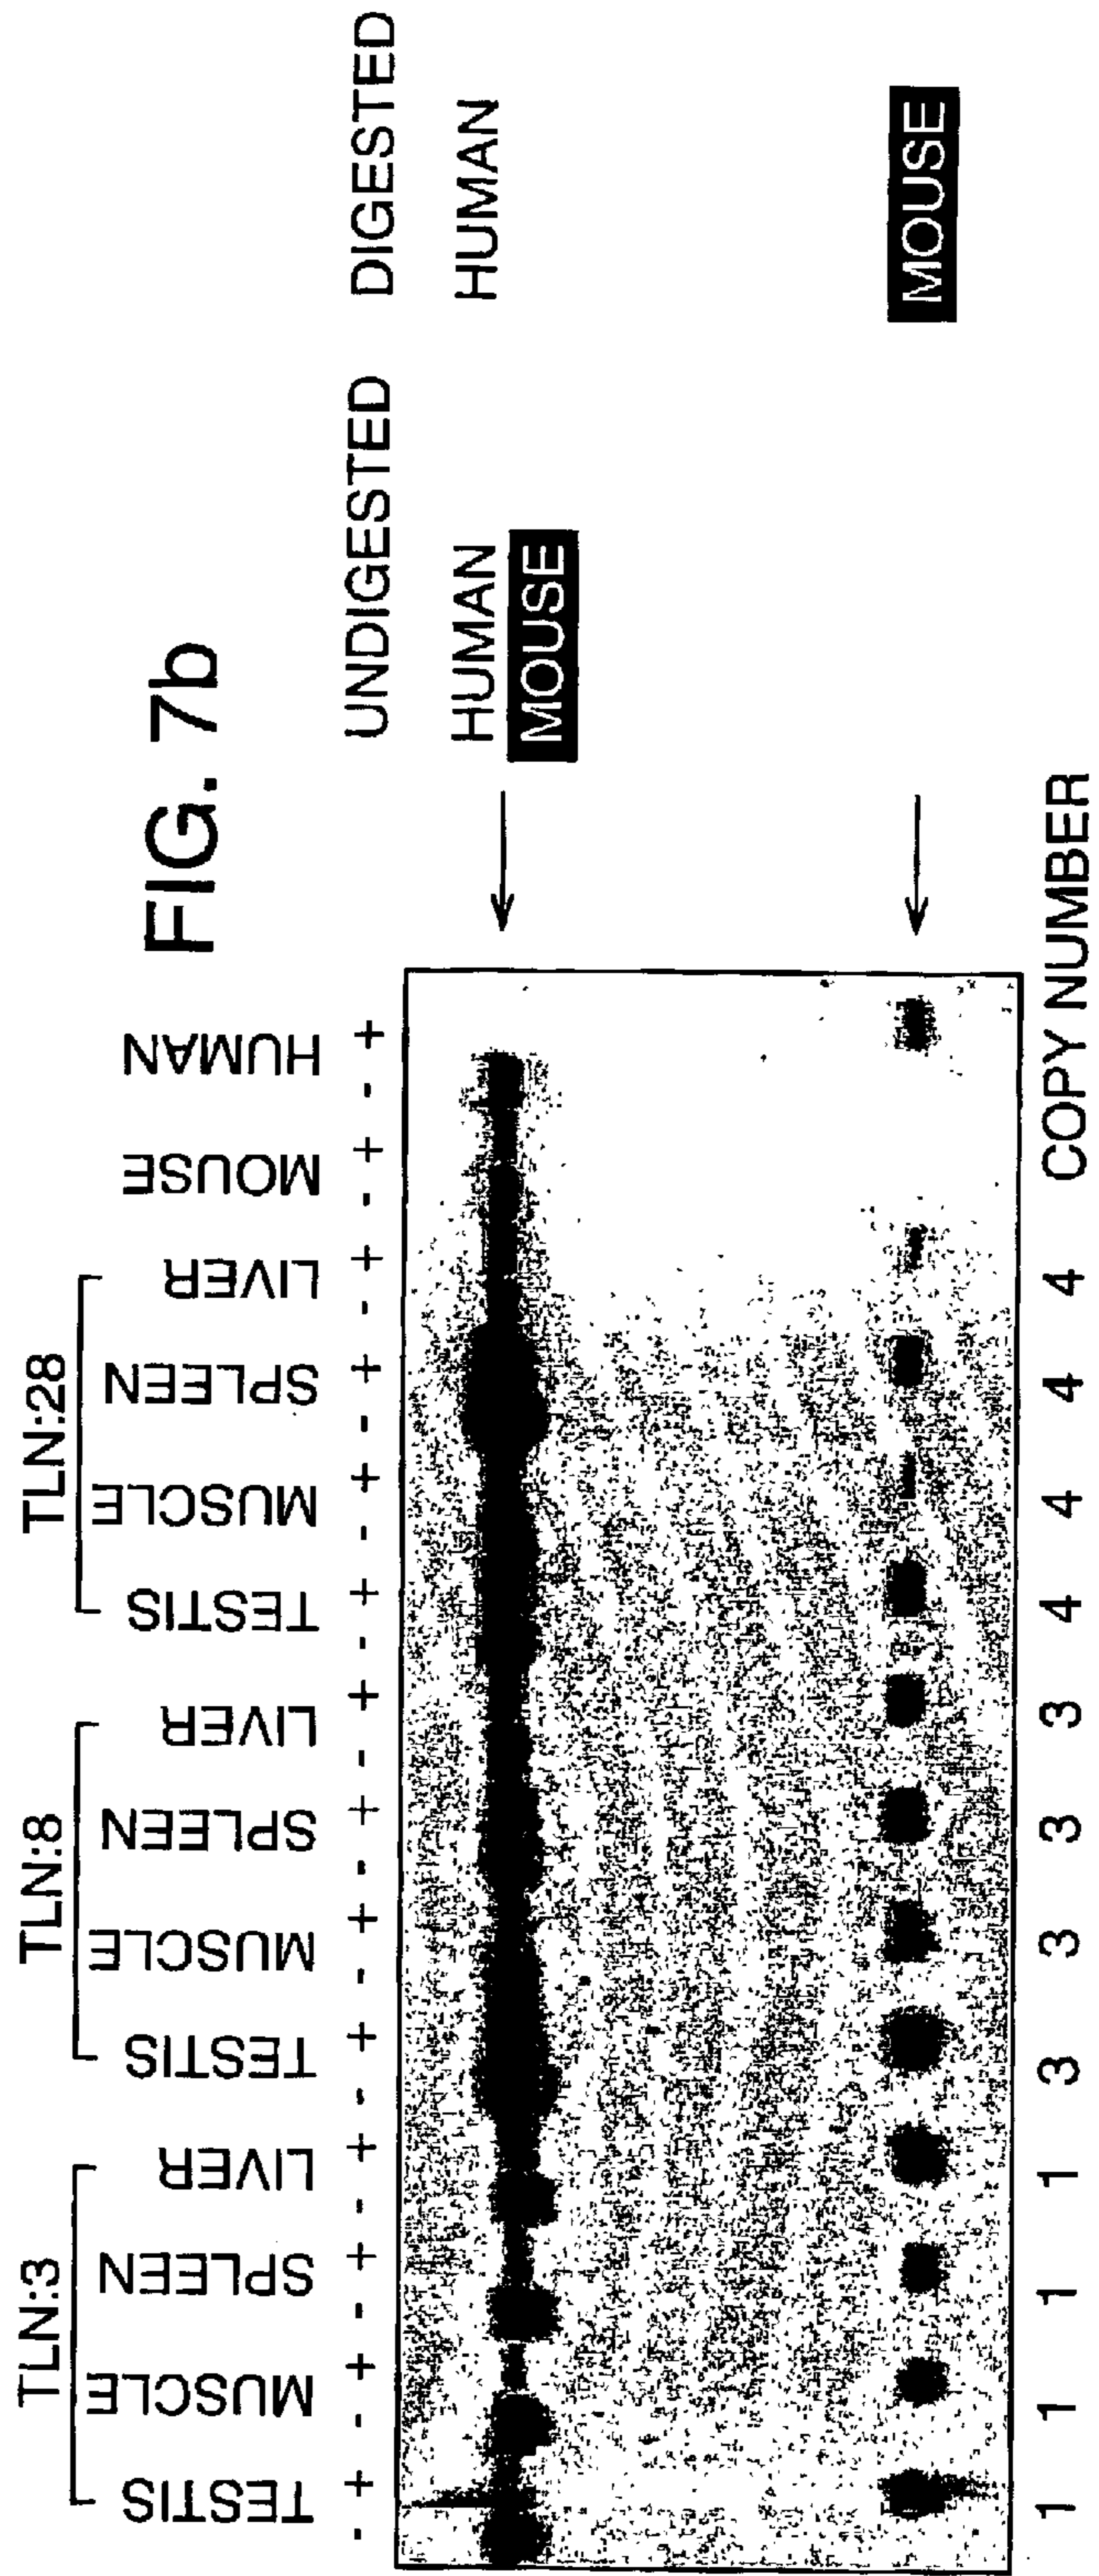 FIG. 7b
TLN:3 TLN:8 TLN:28
TESTIS MUSCLE SPLEEN LIVER TESTIS MUSCLE SPLEEN LIVER TESTIS MUSCLE SPLEEN LIVER MOUSE HUMAN
- + - + - + - + - + - + - + - + - + - + - + - + - + - +
UNDIGESTED DIGESTED
HUMAN HUMAN
MOUSE
MOUSE
1 1 1 1 3 3 3 3 4 4 4 4 COPY NUMBER